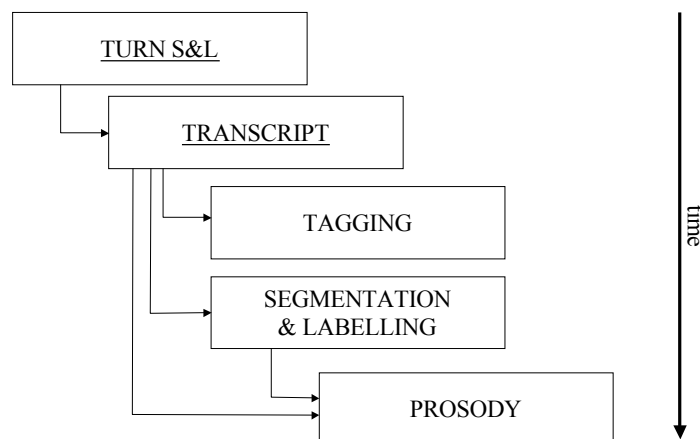 TURN S&L
TRANSCRIPT
TAGGING
time
SEGMENTATION
& LABELLING
PROSODY